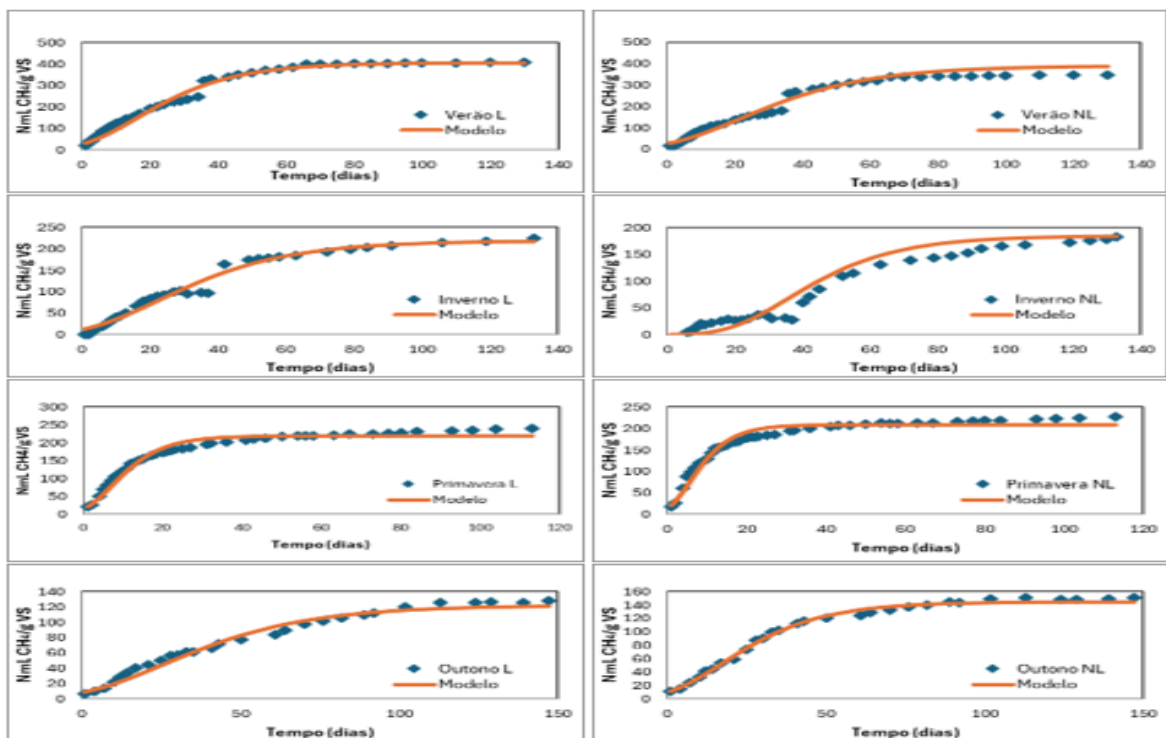 NmL CH₄/g VS
500
400
300
200
100
0
Verão L
Modelo
0 20 40 60 80 100 120 140
Tempo (dias)
NmL CH₄/g VS
500
400
300
200
100
0
Verão NL
Modelo
0 20 40 60 80 100 120 140
Tempo (dias)
NmL CH₄/g VS
250
200
150
100
50
0
Inverno L
Modelo
0 20 40 60 80 100 120 140
Tempo (dias)
NmL CH₄/g VS
200
150
100
50
0
Inverno NL
Modelo
0 20 40 60 80 100 120 140
Tempo (dias)
NmL CH4/g VS
300
250
200
150
100
50
0
Primavera L
Modelo
0 20 40 60 80 100 120
Tempo (dias)
NmL CH₄/g VS
250
200
150
100
50
0
Primavera NL
Modelo
0 20 40 60 80 100 120
Tempo (dias)
NmL CH₄/g VS
140
120
100
80
60
40
20
0
Outono L
Modelo
0 50 100 150
Tempo (dias)
NmL CH₄/g VS
160
140
120
100
80
60
40
20
0
Outono NL
Modelo
0 50 100 150
Tempo (dias)